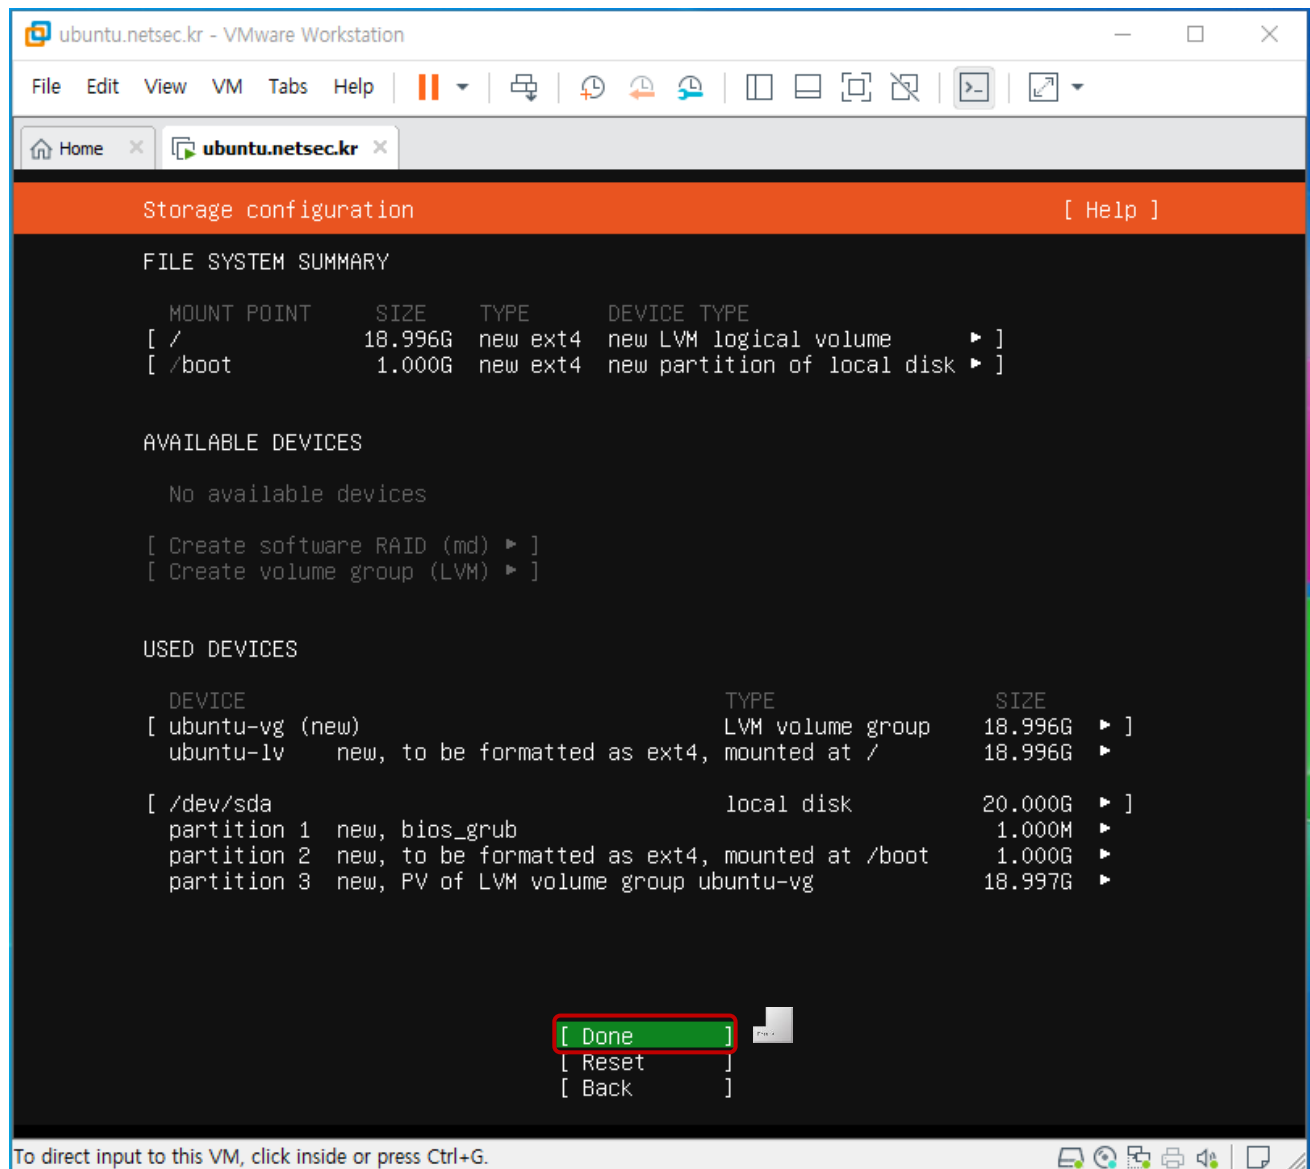 ubuntu.netsec.kr - VMware Workstation
File Edit View VM Tabs Help
Home ubuntu.netsec.kr
Storage configuration [ Help ]
FILE SYSTEM SUMMARY
MOUNT POINT SIZE TYPE DEVICE TYPE
[ / 18.996G new ext4 new LVM logical volume ▸ ]
[ /boot 1.000G new ext4 new partition of local disk ▸ ]
AVAILABLE DEVICES
No available devices
[ Create software RAID (md) ▸ ]
[ Create volume group (LVM) ▸ ]
USED DEVICES
DEVICE TYPE SIZE
[ ubuntu-vg (new) LVM volume group 18.996G ▸ ]
ubuntu-lv new, to be formatted as ext4, mounted at / 18.996G ▸
[ /dev/sda local disk 20.000G ▸ ]
partition 1 new, bios_grub 1.000M ▸
partition 2 new, to be formatted as ext4, mounted at /boot 1.000G ▸
partition 3 new, PV of LVM volume group ubuntu-vg 18.997G ▸
[ Done ]
[ Reset ]
[ Back ]
To direct input to this VM, click inside or press Ctrl+G.